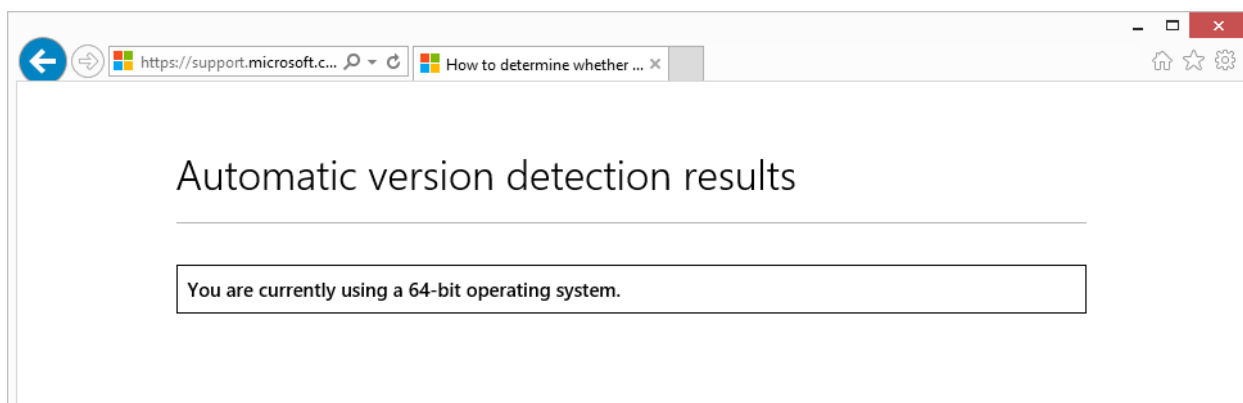 https://support.microsoft.c...
How to determine whether ...
Automatic version detection results
You are currently using a 64-bit operating system.